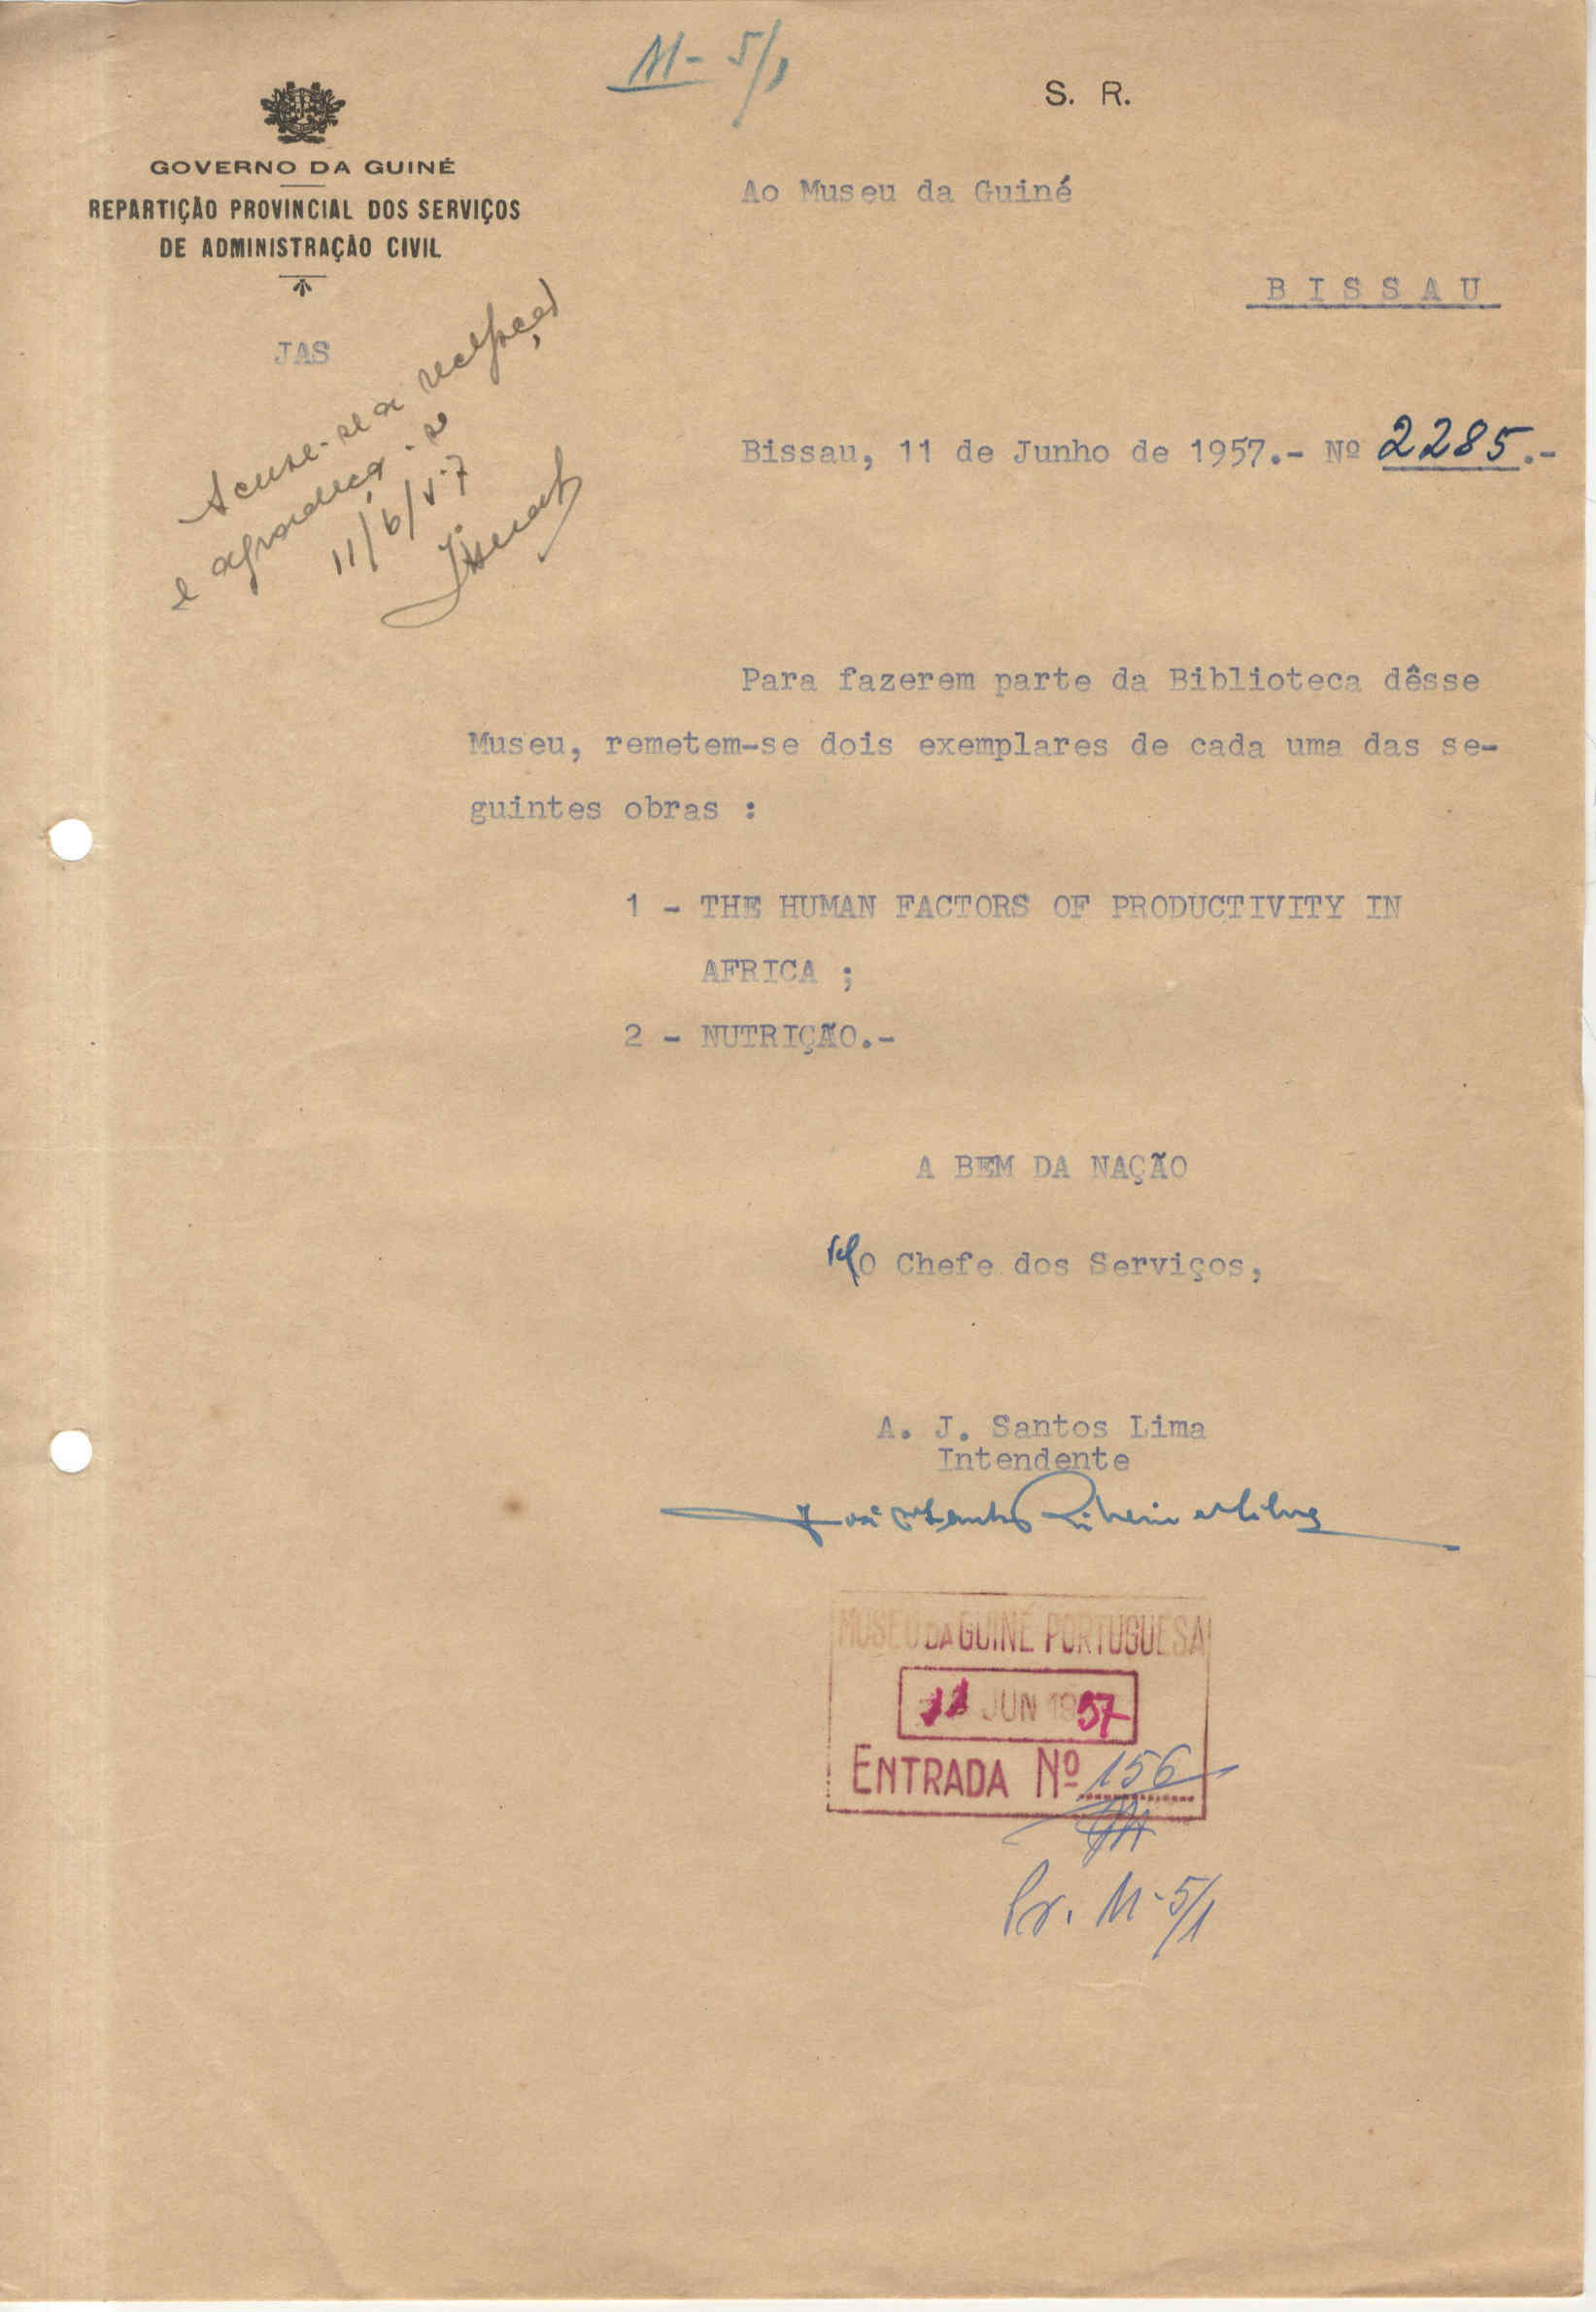 M-5/1
S. R.
GOVERNO DA GUINÉ
REPARTIÇÃO PROVINCIAL DOS SERVIÇOS
DE ADMINISTRAÇÃO CIVIL
JAS
Ao Museu da Guiné
BISSAU
Acuse-se a recepção
e agradeça-se
11/6/57
Bissau, 11 de Junho de 1957.- Nº 2285.-
Para fazerem parte da Biblioteca dêsse
Museu, remetem-se dois exemplares de cada uma das se-
guintes obras :
1 - THE HUMAN FACTORS OF PRODUCTIVITY IN
AFRICA ;
2 - NUTRIÇÃO.-
A BEM DA NAÇÃO
O Chefe dos Serviços,
A. J. Santos Lima
Intendente
MUSEU DA GUINÉ PORTUGUESA
11 JUN 1957
ENTRADA Nº 156
Pr. M-5/1